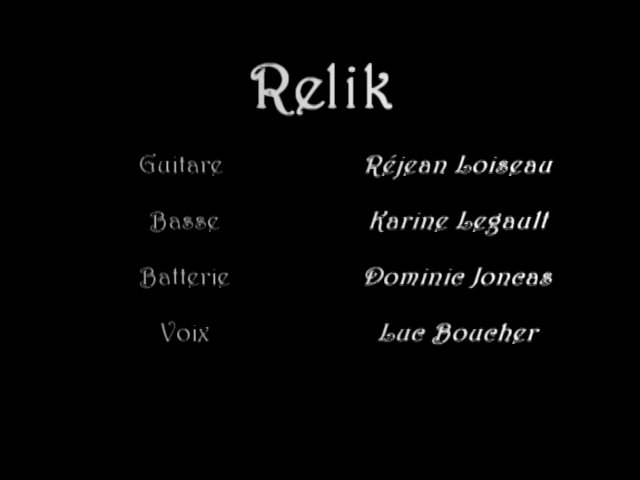 Relik
Guitare Réjean Loiseau
Basse Karine Legault
Batterie Dominic Joncas
Voix Luc Boucher